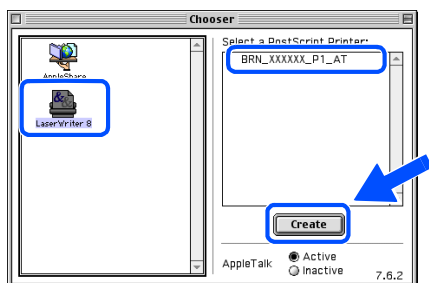 Chooser
AppleShare
LaserWriter 8
Select a PostScript Printer:
BRN_XXXXXX_P1_AT
Create
AppleTalk
Active
Inactive
7.6.2